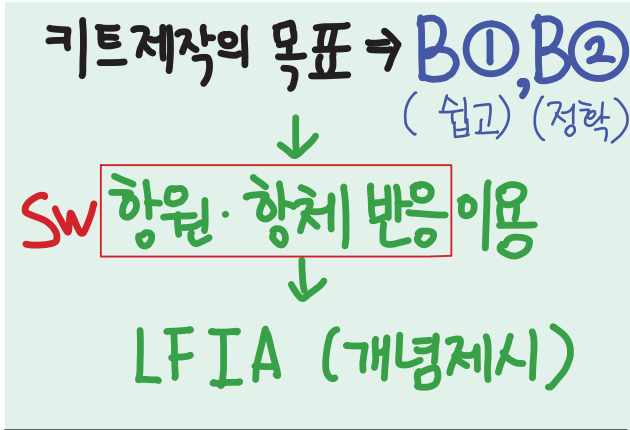 키트제작의 목표 ⇒ B①, B②
( 쉽고) (정확)
↓
SW 항원·항체 반응이용
↓
LFIA (개념제시)